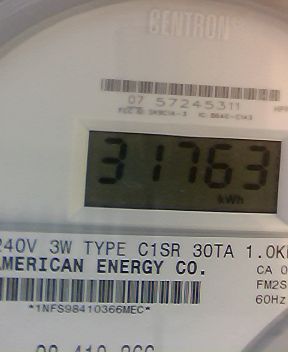 CENTRON®
07 57245311
31763
kWh
240V 3W TYPE C1SR 30TA 1.0K
AMERICAN ENERGY CO.
CA 0
FM2S
60Hz
*1NFS98410366MEC*